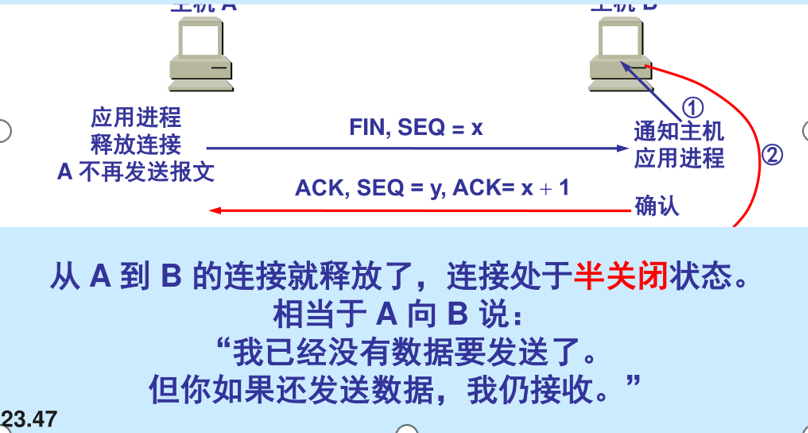 主机 A
主机 B
应用进程
释放连接
A 不再发送报文
FIN, SEQ = x
①
通知主机
应用进程
②
ACK, SEQ = y, ACK= x + 1
确认
从 A 到 B 的连接就释放了，连接处于半关闭状态。
相当于 A 向 B 说：
“我已经没有数据要发送了。
但你如果还发送数据，我仍接收。”
23.47